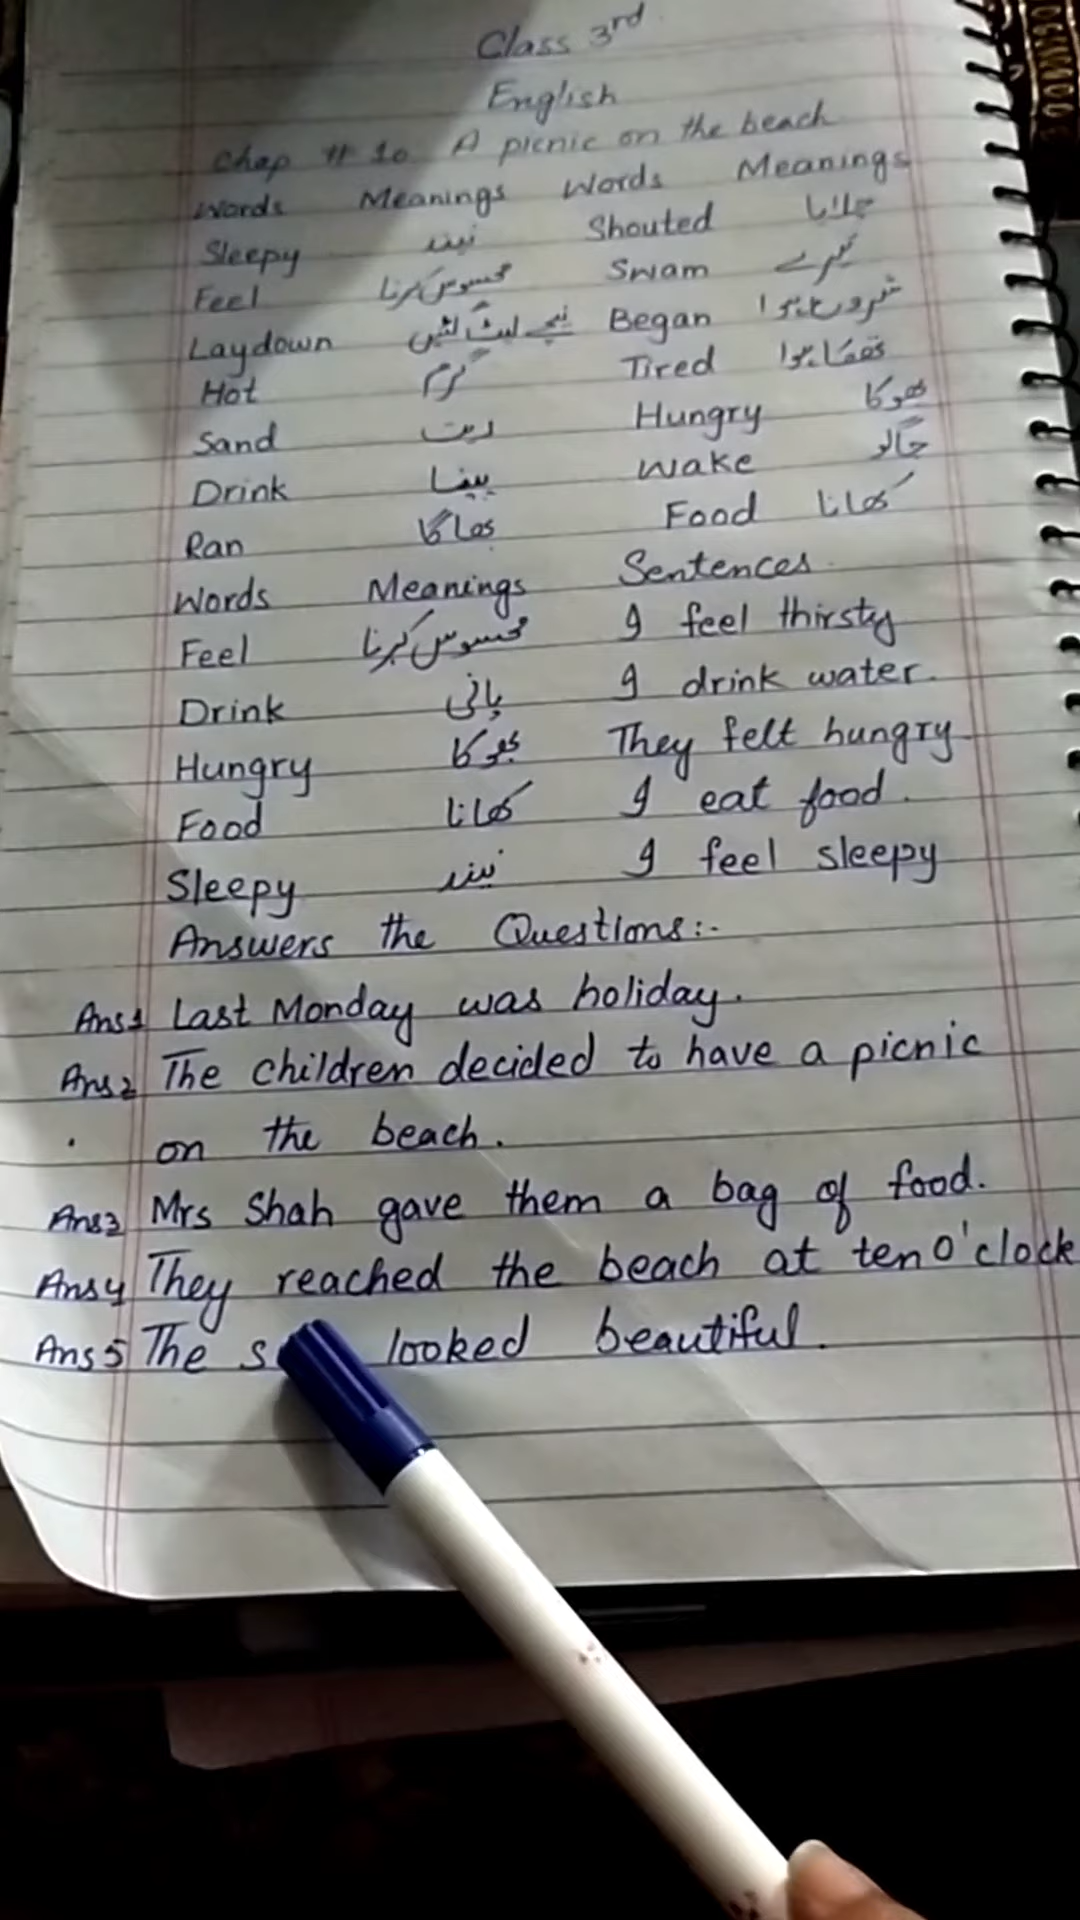 Class 3rd
English
Chap # 10 A picnic on the beach
Words Meanings Words Meanings
Sleepy نیند Shouted چلایا
Feel محسوس کرنا Swam تیرے
Laydown نیچے لیٹ Began شروع ہوا
Hot گرم Tired تھکا ہوا
Sand ریت Hungry بھوکا
Drink پینا Wake جاگو
Ran بھاگا Food کھانا
Words Meanings Sentences
Feel محسوس کرنا I feel thirsty
Drink پانی I drink water.
Hungry بھوکا They felt hungry
Food کھانا I eat food.
Sleepy نیند I feel sleepy
Answers the Questions:-
Ans1 Last Monday was holiday.
Ans2 The children decided to have a picnic
on the beach.
Ans3 Mrs Shah gave them a bag of food.
Ans4 They reached the beach at ten O'clock
Ans5 The looked beautiful.